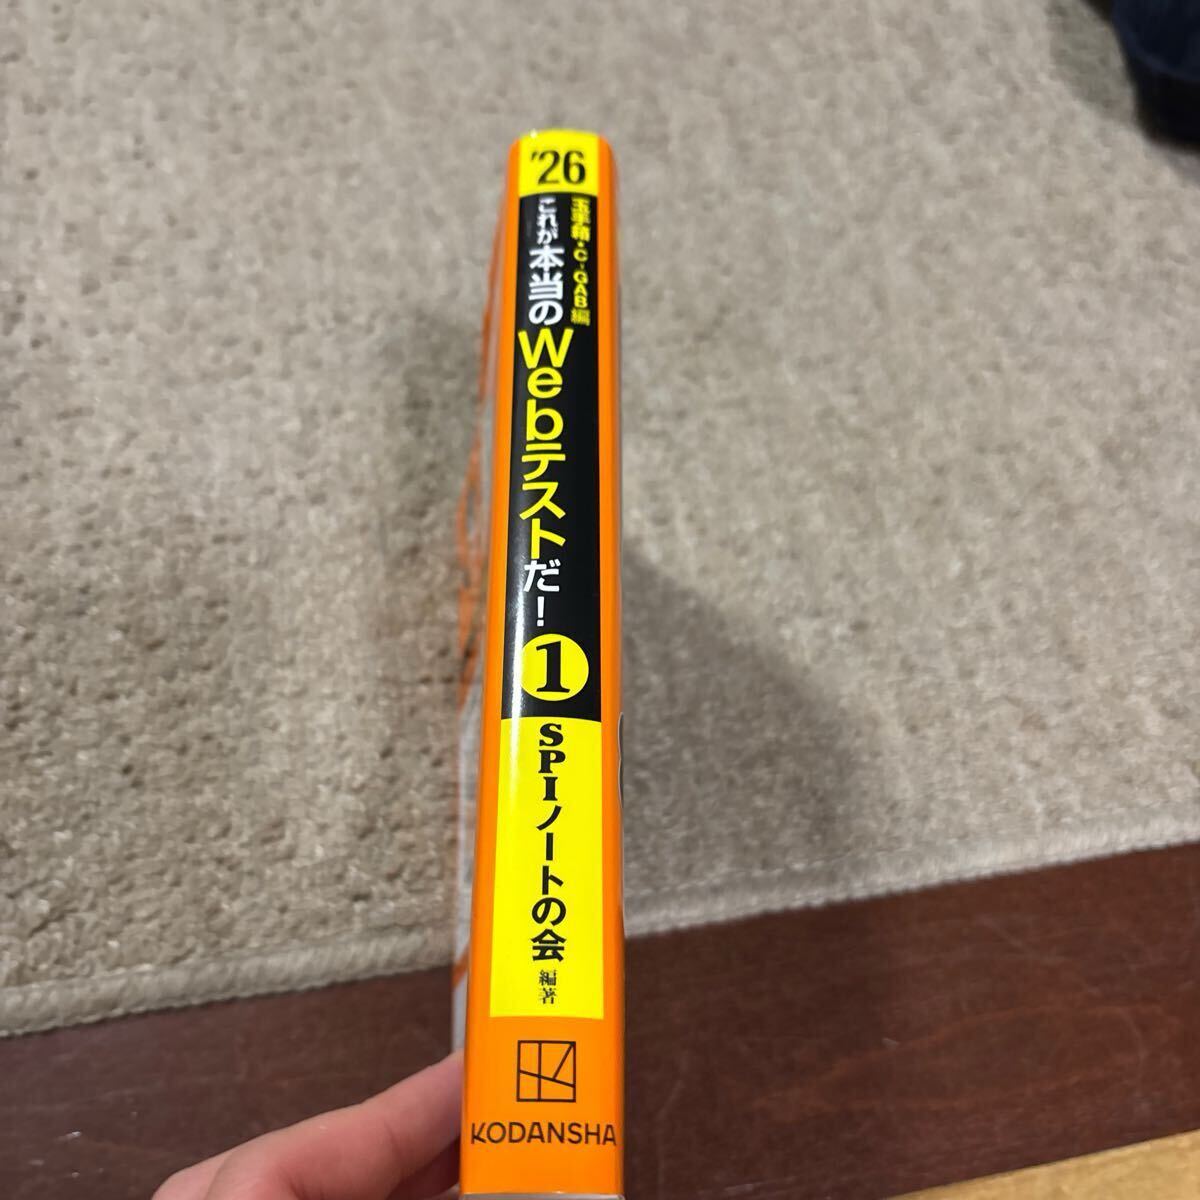 '26
玉手箱・C-GAB編
これが本当のWebテストだ!
1
SPIノートの会 編著
KODANSHA